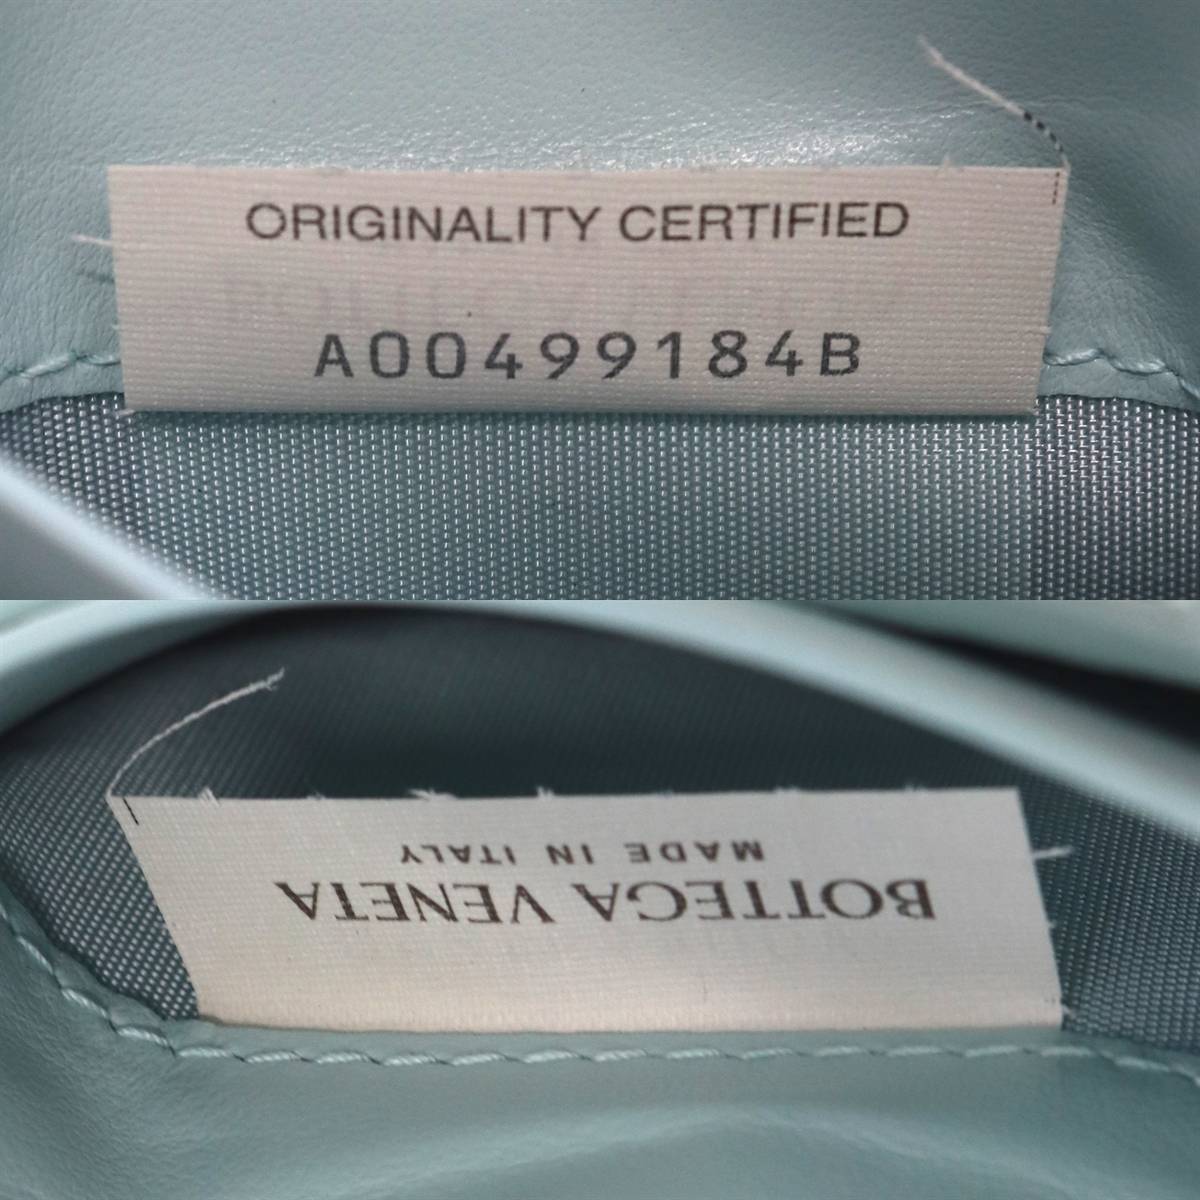 ORIGINALITY CERTIFIED
A00499184B
BOTTEGA VENETA
MADE IN ITALY